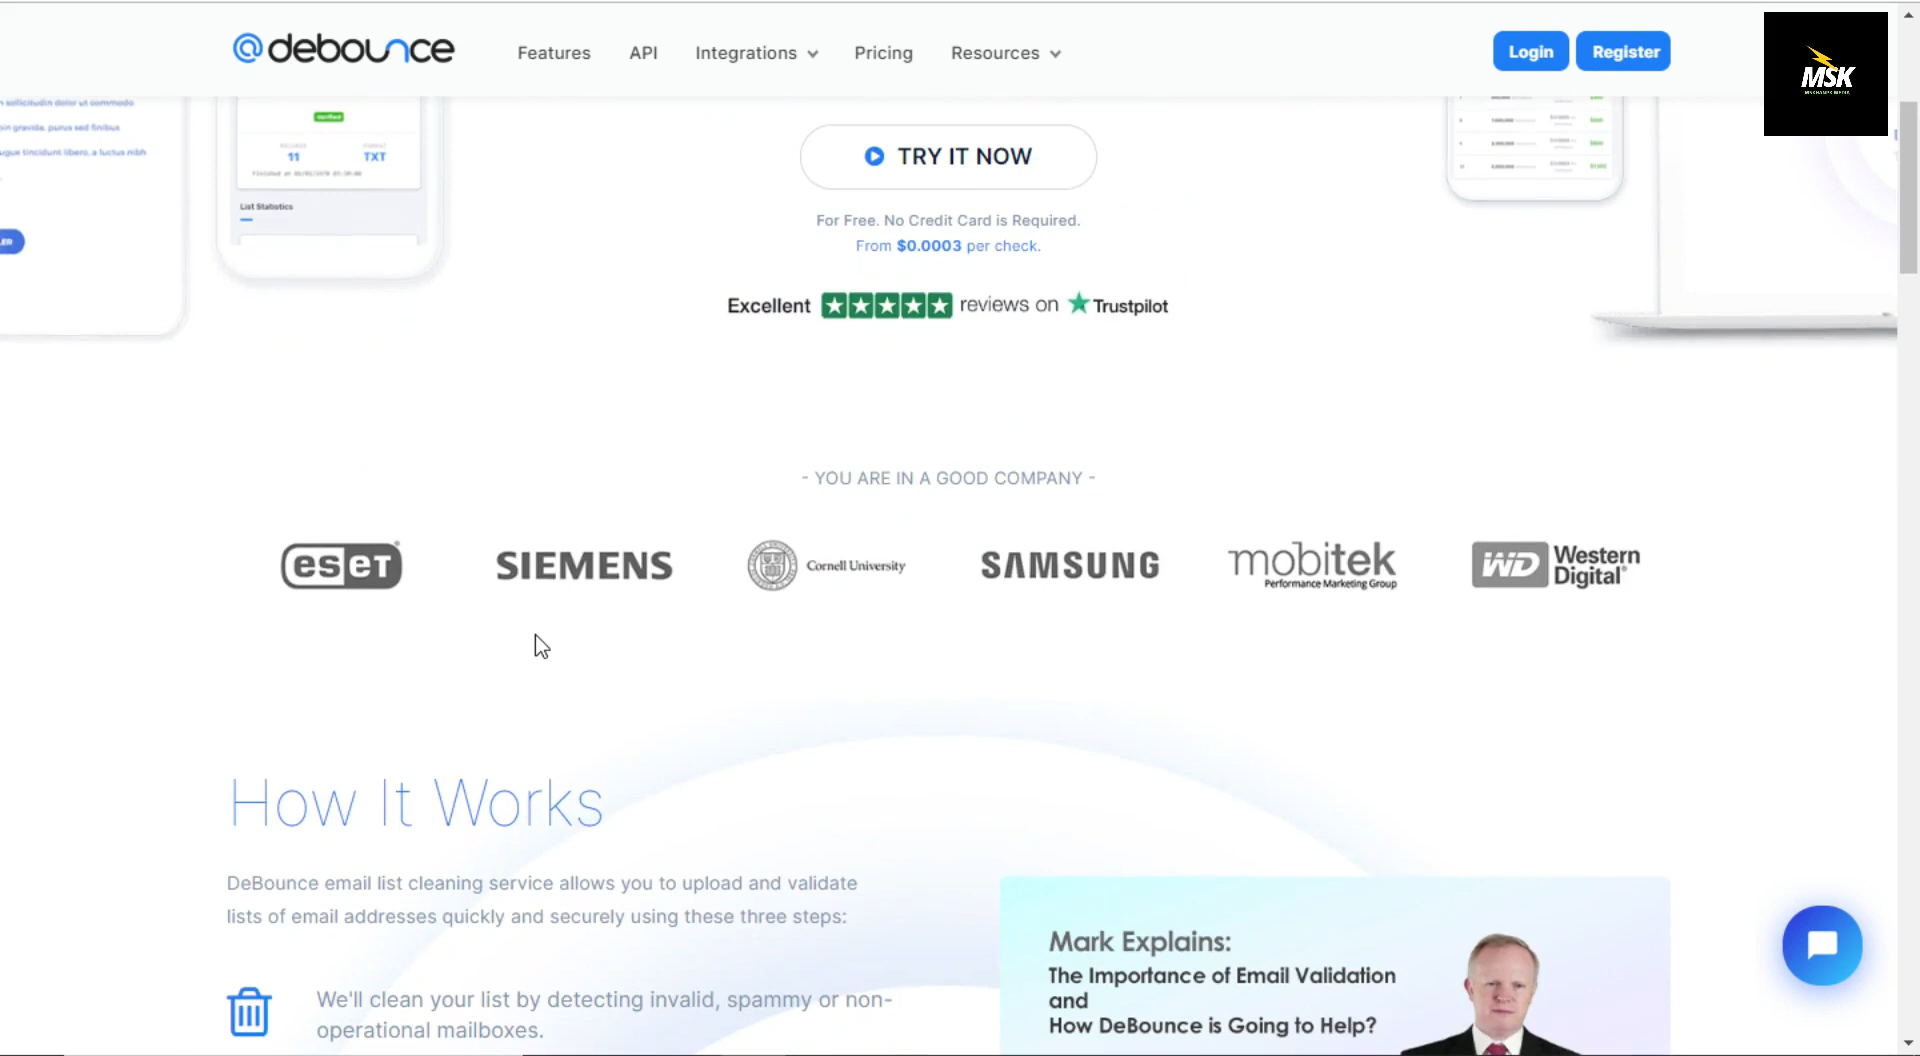 @debounce
Features
API
Integrations
Pricing
Resources
Login
Register
MSK
verified
11
TXT
List Statistics
TRY IT NOW
For Free. No Credit Card is Required.
From $0.0003 per check.
Excellent
reviews on
Trustpilot
- YOU ARE IN A GOOD COMPANY -
eseT
SIEMENS
Cornell University
SAMSUNG
mobitek
Performance Marketing Group
WD
Western
Digital®
How It Works
DeBounce email list cleaning service allows you to upload and validate
lists of email addresses quickly and securely using these three steps:
We'll clean your list by detecting invalid, spammy or non-
operational mailboxes.
Mark Explains:
The Importance of Email Validation
and
How DeBounce is Going to Help?